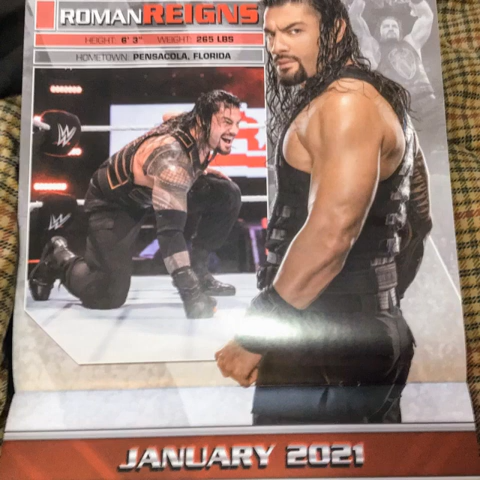 ROMAN REIGNS
HEIGHT: 6' 3" WEIGHT: 265 LBS
HOMETOWN: PENSACOLA, FLORIDA
W
W
JANUARY 2021